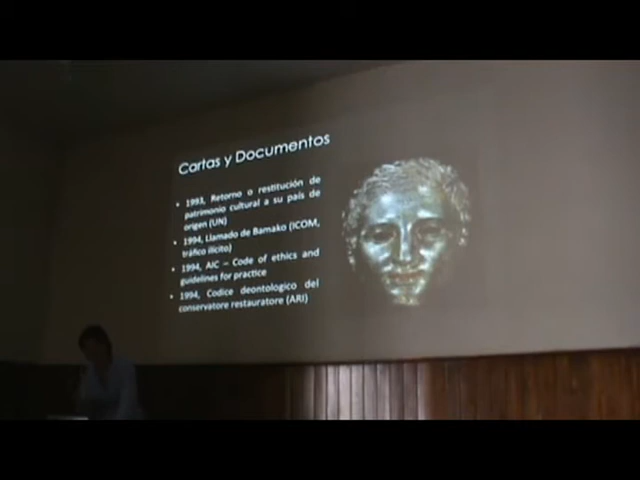 Cartas y Documentos
• 1993, Retorno o restitución de
patrimonio cultural a su país de
origen (UN)
• 1994, Llamado de Bamako (ICOM,
tráfico ilícito)
• 1994, AIC – Code of ethics and
guidelines for practice
• 1994, Codice deontologico del
conservatore restauratore (ARI)